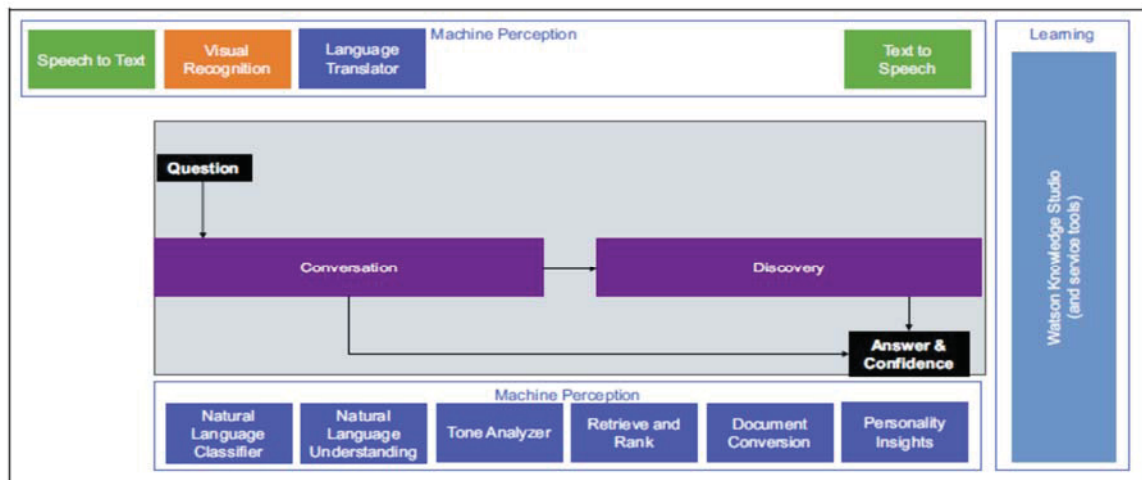 Machine Perception
Speech to Text
Visual
Recognition
Language
Translator
Text to
Speech
Learning
Question
Conversation
Discovery
Answer &
Confidence
Watson Knowledge Studio
(and service tools)
Machine Perception
Natural
Language
Classifier
Natural
Language
Understanding
Tone Analyzer
Retrieve and
Rank
Document
Conversion
Personality
Insights